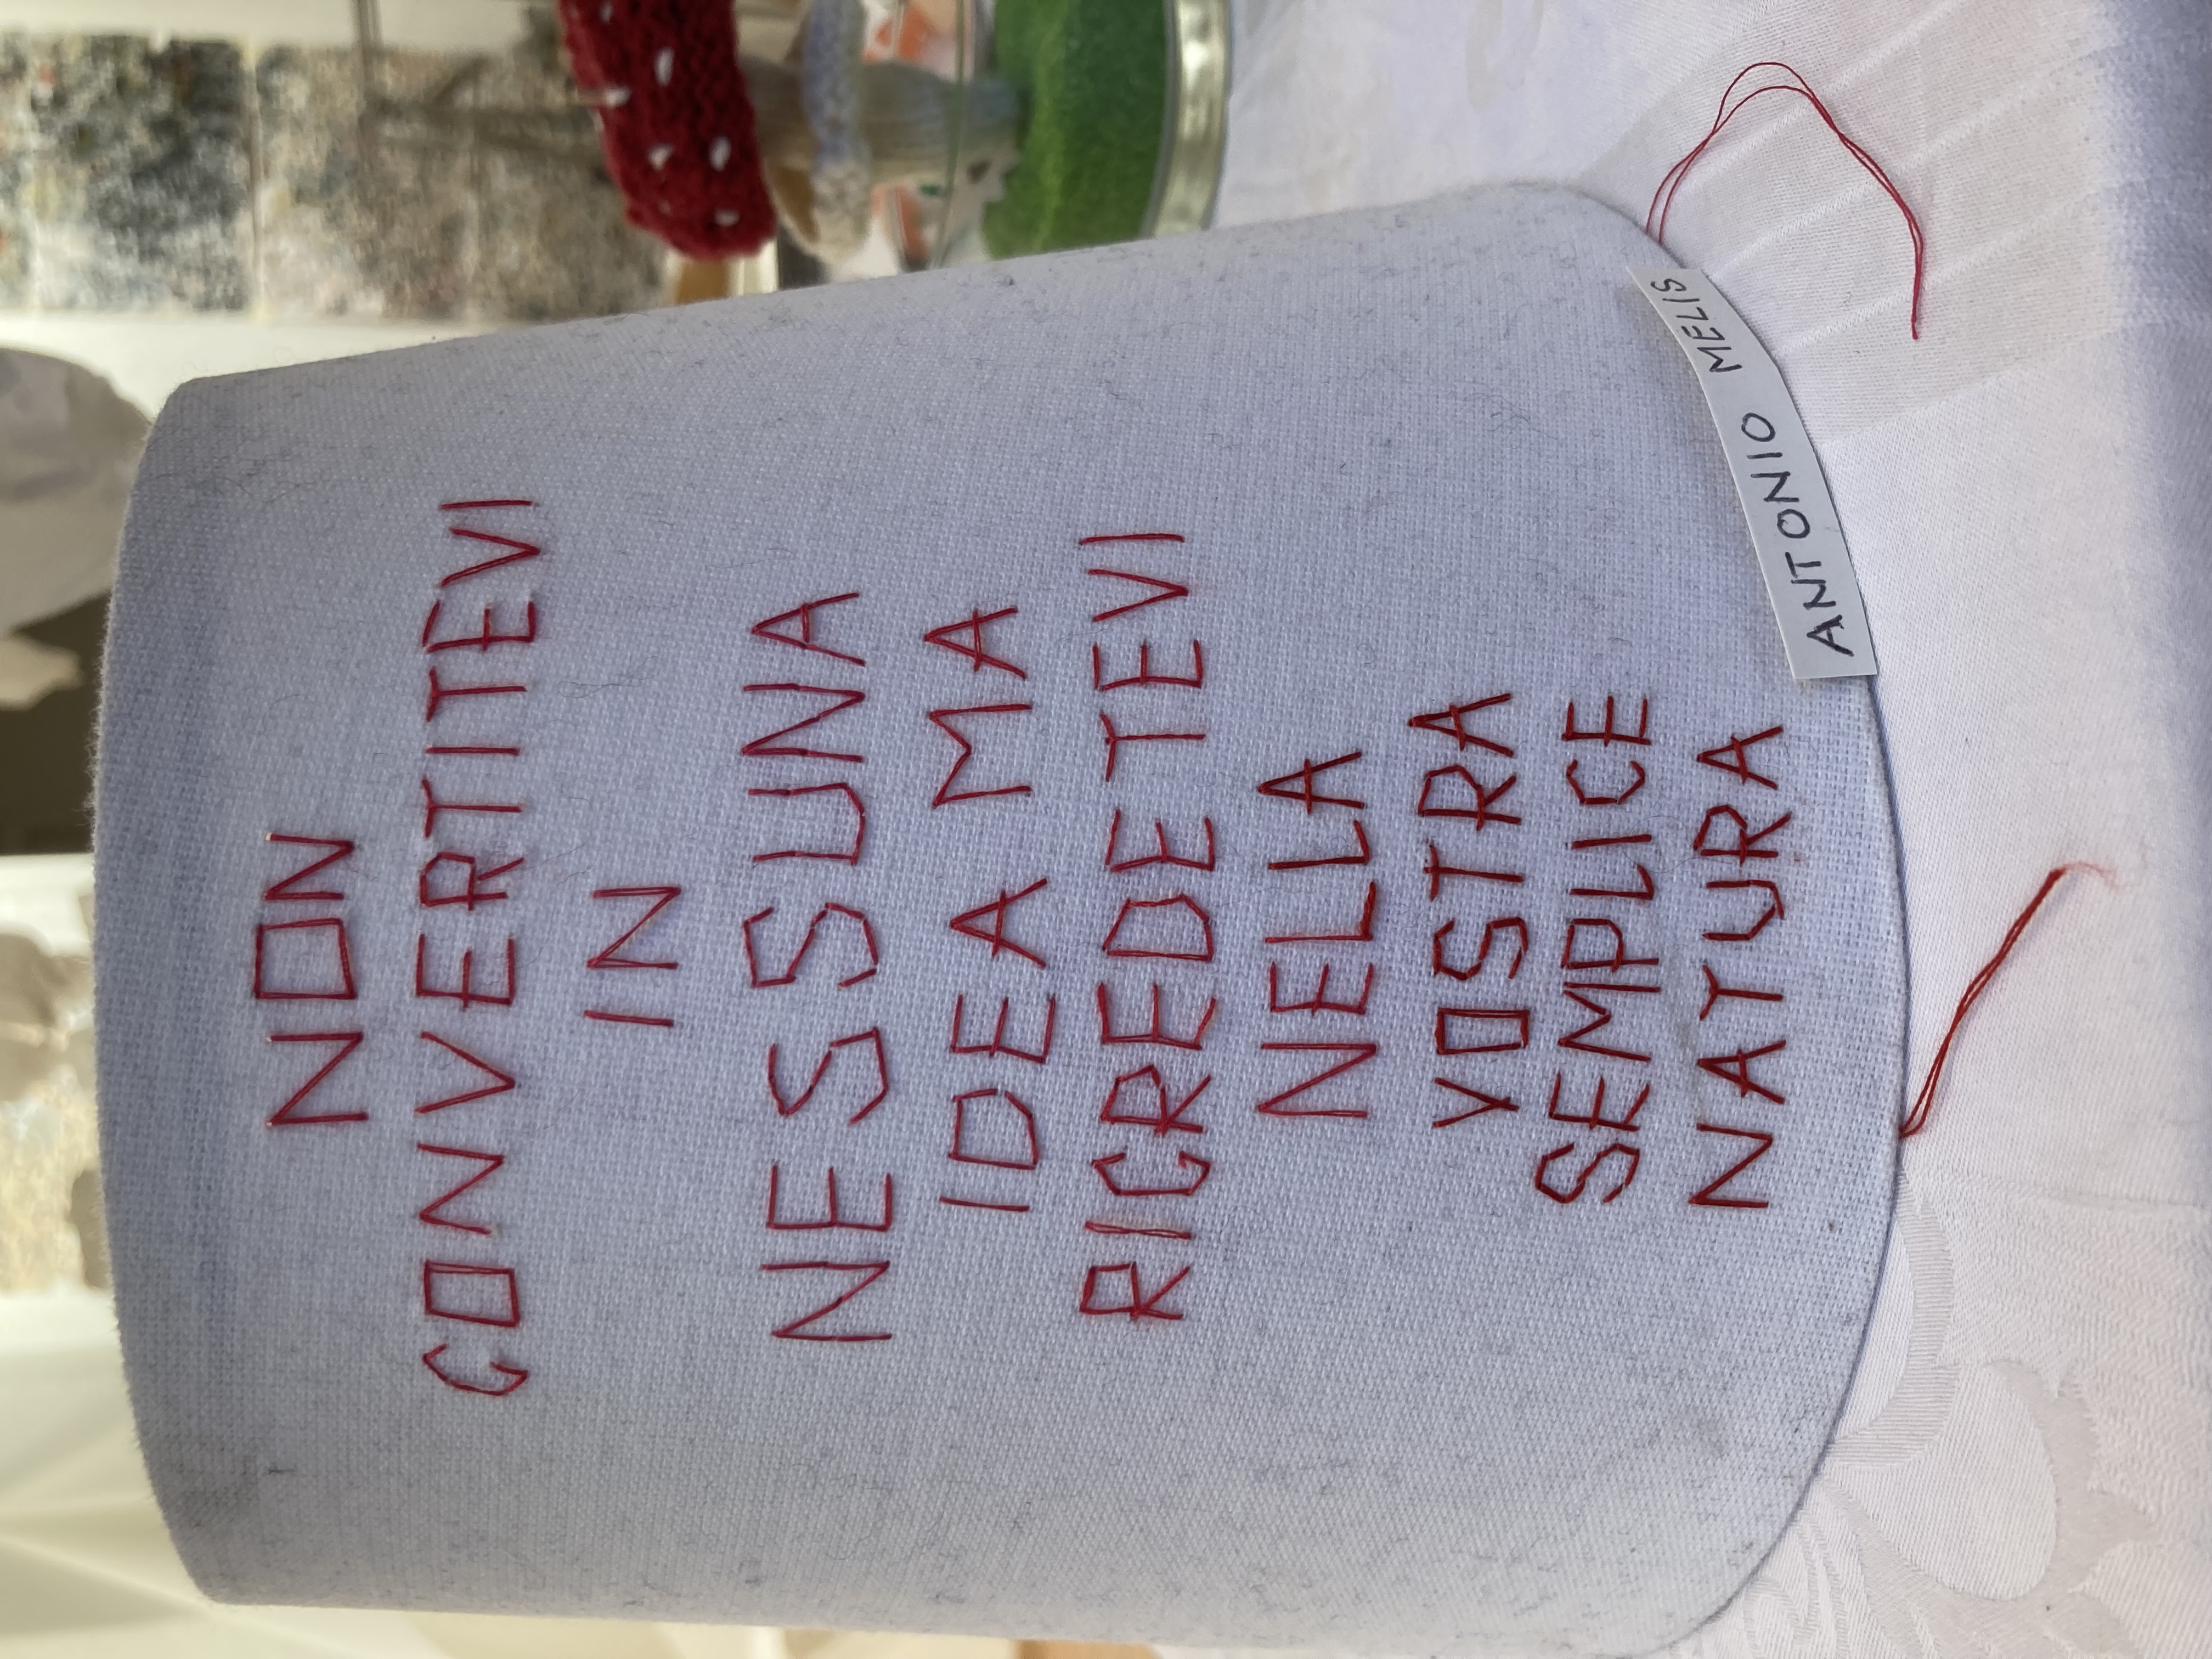 NON
CONVERTITEVI
IN
NESSUNA
IDEA MA
RICREDETEVI
NELLA
VOSTRA
SEMPLICE
NATURA
ANTONIO MELIS